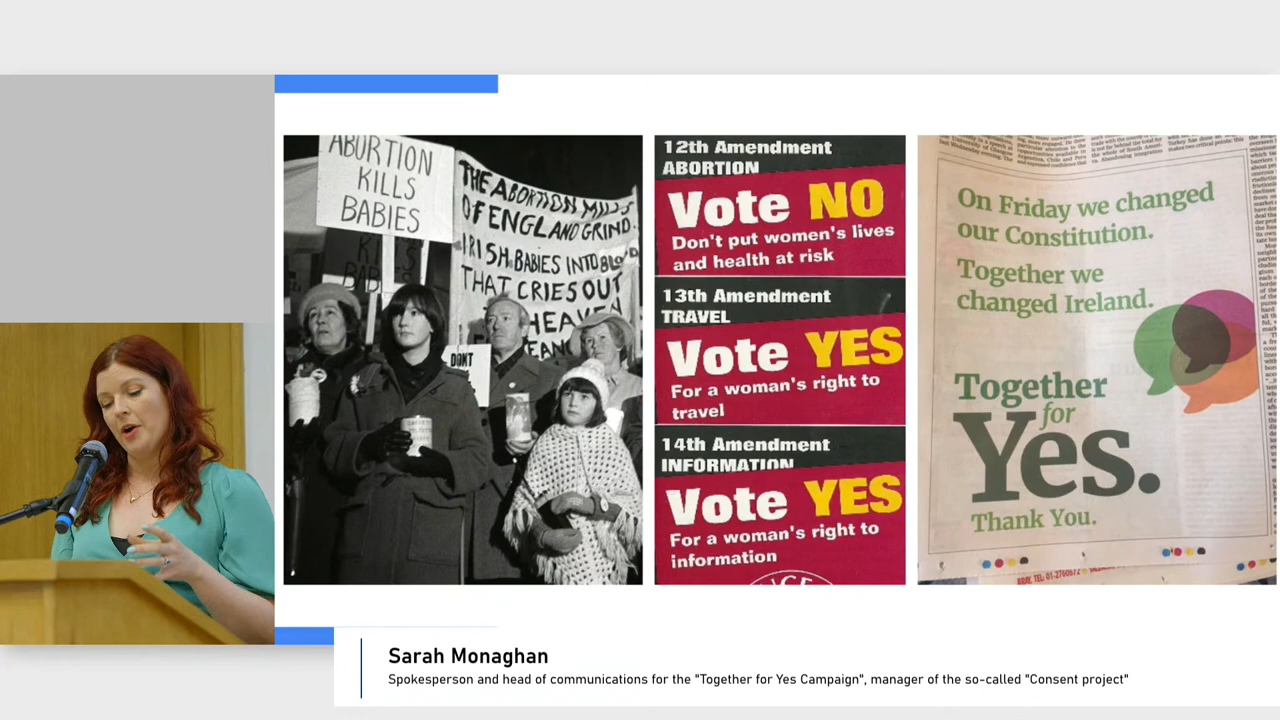 ABORTION
KILLS
BABIES
THE ABORTION MILLS
OF ENGLAND GRIND
IRISH BABIES INTO BLOOD
THAT CRIES OUT
HEAVEN
DONT
12th Amendment
ABORTION
Vote NO
Don't put women's lives
and health at risk
13th Amendment
TRAVEL
Vote YES
For a woman's right to
travel
14th Amendment
INFORMATION
Vote YES
For a woman's right to
information
On Friday we changed
our Constitution.
Together we
changed Ireland.
Together
for
Yes.
Thank You.
Sarah Monaghan
Spokesperson and head of communications for the "Together for Yes Campaign", manager of the so-called "Consent project"